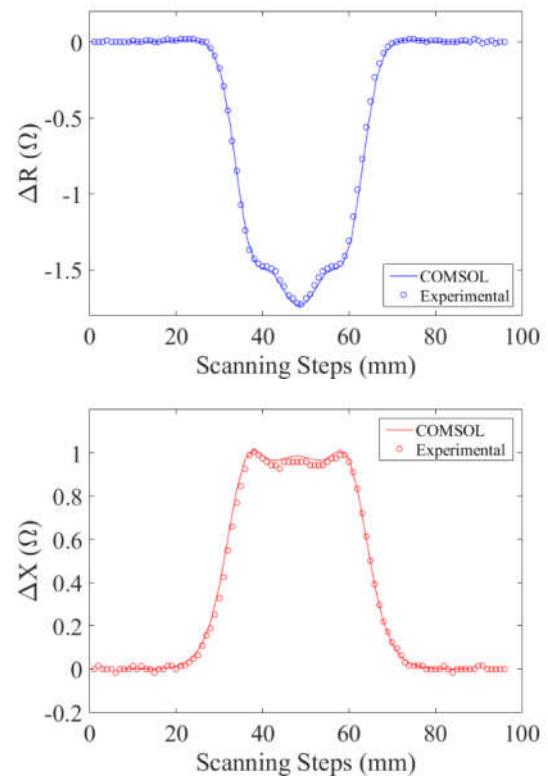 0
-0.5
-1
-1.5
ΔR (Ω)
COMSOL
Experimental
0 20 40 60 80 100
Scanning Steps (mm)
1
0.8
0.6
0.4
0.2
0
-0.2
ΔX (Ω)
COMSOL
Experimental
0 20 40 60 80 100
Scanning Steps (mm)